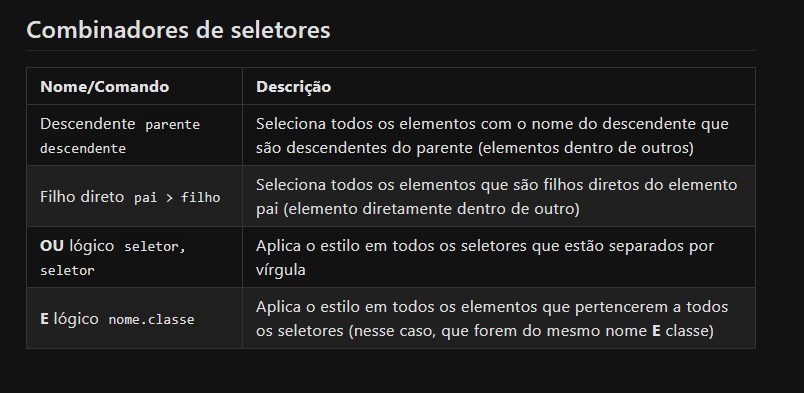 Combinadores de seletores
Nome/Comando
Descrição
Descendente parente
descendente
Seleciona todos os elementos com o nome do descendente que
são descendentes do parente (elementos dentro de outros)
Filho direto pai > filho
Seleciona todos os elementos que são filhos diretos do elemento
pai (elemento diretamente dentro de outro)
OU lógico seletor,
seletor
Aplica o estilo em todos os seletores que estão separados por
vírgula
E lógico nome.classe
Aplica o estilo em todos os elementos que pertencerem a todos
os seletores (nesse caso, que forem do mesmo nome E classe)